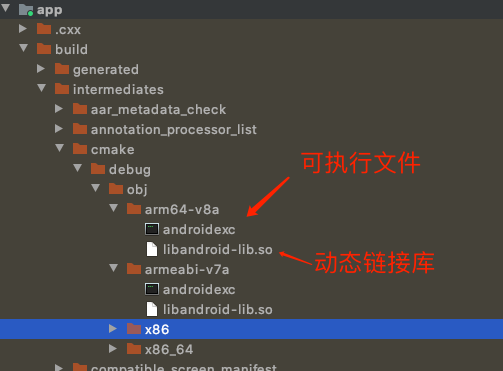 app
.cxx
build
generated
intermediates
aar_metadata_check
annotation_processor_list
cmake
debug
obj
arm64-v8a
可执行文件
androidexc
libandroid-lib.so
动态链接库
armeabi-v7a
androidexc
libandroid-lib.so
x86
x86_64
compatible_screen_manifest